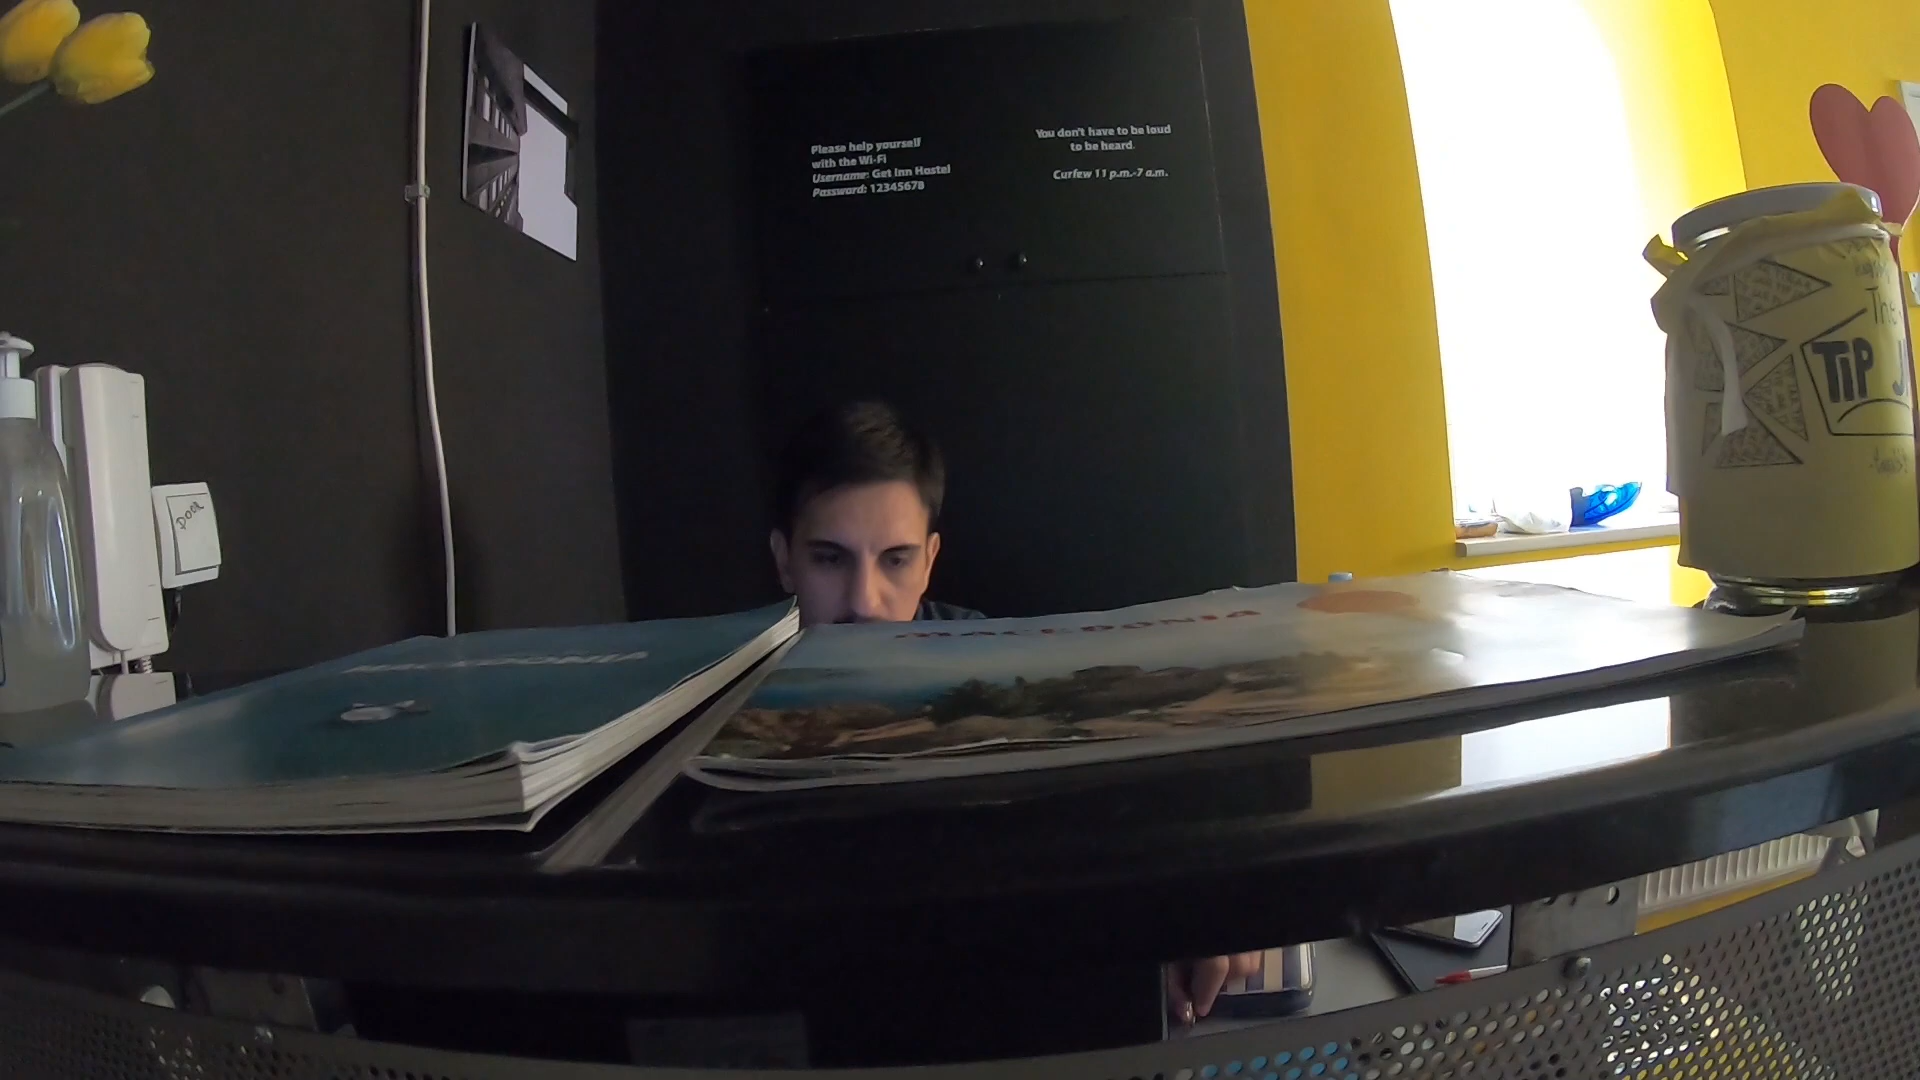 Please help yourself
with the Wi-Fi
Username: Get Inn Hostel
Password: 12345678
You don't have to be loud
to be heard.
Curfew 11 p.m.-7 a.m.
DOOR
The
TIP J
MACEDONIA
MACEDONIA